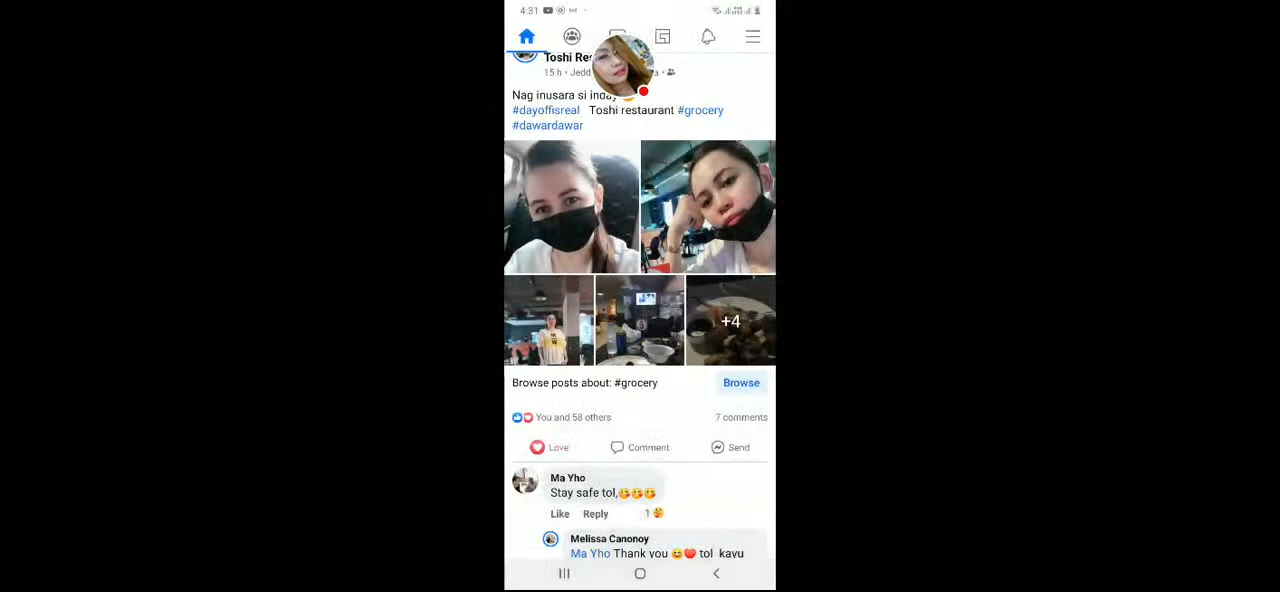 4:31
Toshi Res
15 h • Jedd
Nag inusara si inday
#dayoffisreal Toshi restaurant #grocery
#dawardawar
+4
Browse posts about: #grocery
Browse
You and 58 others
7 comments
Love
Comment
Send
Ma Yho
Stay safe tol,😘😘😘
Like Reply
1
Melissa Canonoy
Ma Yho Thank you 😅❤️ tol kayu